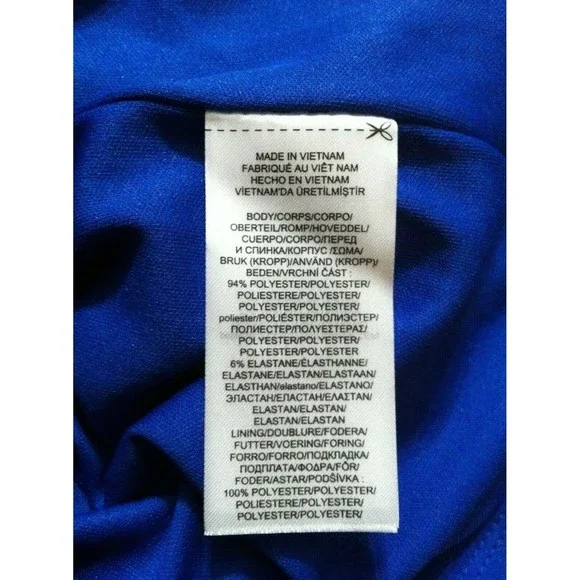 MADE IN VIETNAM
FABRIQUÉ AU VIÊT NAM
HECHO EN VIETNAM
VİETNAM'DA ÜRETİLMİŞTİR
BODY/CORPS/CORPO/
OBERTEIL/ROMP/HOVEDDEL/
CUERPO/CORPO/ПЕРЕД
И СПИНКА/КОРПУС /ΣΩΜΑ/
BRUK (KROPP)/ANVÄND (KROPP)/
BEDEN/VRCHNÍ ČÁST :
94% POLYESTER/POLYESTER/
POLIESTERE/POLYESTER/
POLYESTER/POLYESTER/
poliester/POLIÉSTER/ПОЛИЭСТЕР/
ПОЛИЕСТЕР/ΠΟΛΥΕΣΤΕΡΑΣ/
POLYESTER/POLYESTER/
POLYESTER/POLYESTER
6% ELASTANE/ÉLASTHANNE/
ELASTANE/ELASTAN/ELASTAAN/
ELASTHAN/elastano/ELASTANO/
ЭЛАСТАН/ЕЛАСТАН/ΕΛΑΣΤΑΝ/
ELASTAN/ELASTAN/
ELASTAN/ELASTAN
LINING/DOUBLURE/FODERA/
FUTTER/VOERING/FORING/
FORRO/FORRO/ПОДКЛАДКА/
ПОДПЛАТА/ΦΟΔΡΑ/FÔR/
FODER/ASTAR/PODŠÍVKA :
100% POLYESTER/POLYESTER/
POLIESTERE/POLYESTER/
POLYESTER/POLYESTER/